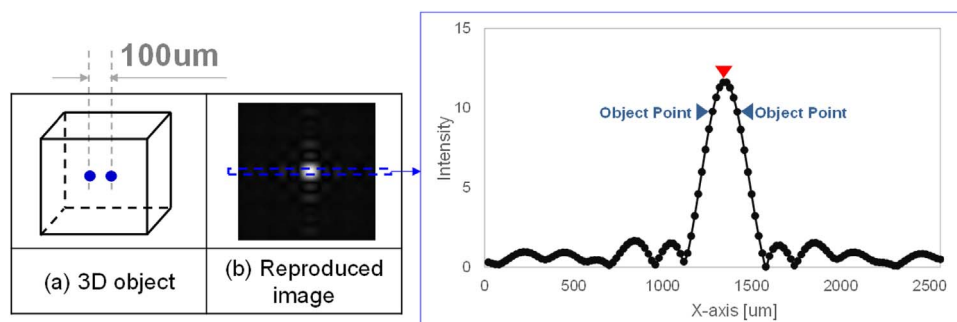 100um
(a) 3D object
(b) Reproduced
image
15
10
5
0
Intensity
Object Point
Object Point
0
500
1000
1500
2000
2500
X-axis [um]